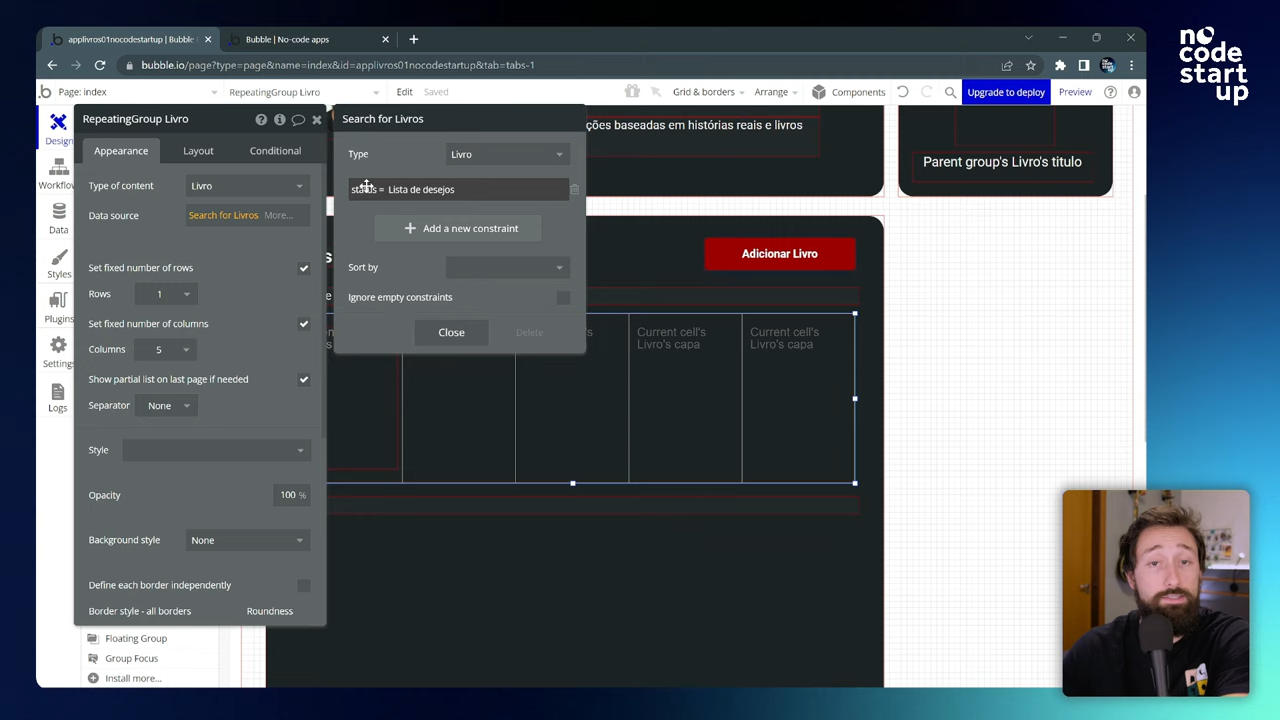 no
code
start
up
applivros01nocodestartup | Bubble
Bubble | No-code apps
bubble.io/page?type=page&name=index&id=applivros01nocodestartup&tab=tabs-1
Page: index
RepeatingGroup Livro
Edit
Saved
Grid & borders
Arrange
Components
Upgrade to deploy
Preview
Design
Workflow
Data
Styles
Plugins
Settings
Logs
RepeatingGroup Livro
Appearance
Layout
Conditional
Type of content
Livro
Data source
Search for Livros
More...
Set fixed number of rows
Rows
1
Set fixed number of columns
Columns
5
Show partial list on last page if needed
Separator
None
Style
Opacity
100 %
Background style
None
Define each border independently
Border style - all borders
Roundness
Floating Group
Group Focus
Install more...
Search for Livros
Type
Livro
status = Lista de desejos
Add a new constraint
Sort by
Ignore empty constraints
Close
Delete
ções baseadas em histórias reais e livros
Parent group's Livro's titulo
Adicionar Livro
Current cell's
Livro's capa
Current cell's
Livro's capa